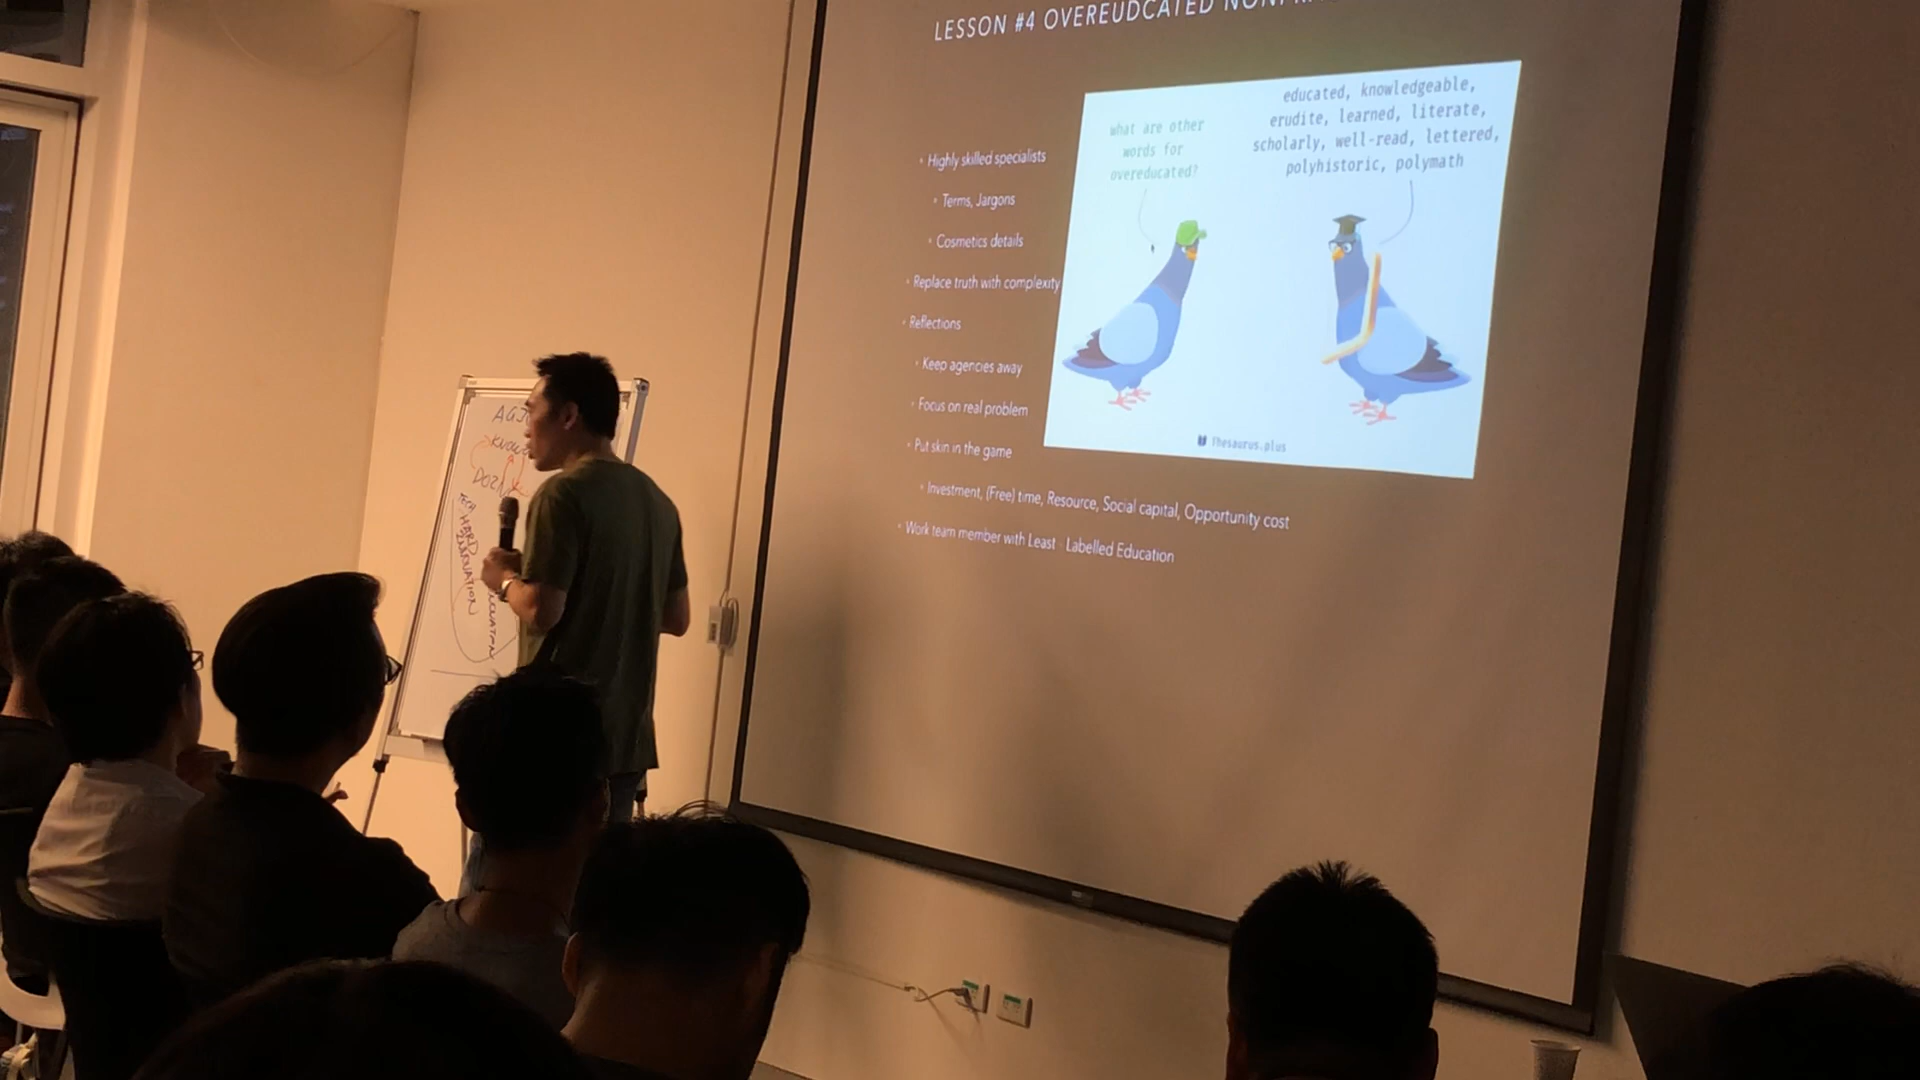 LESSON #4 OVEREUDCATED
what are other
words for
overeducated?
educated, knowledgeable,
erudite, learned, literate,
scholarly, well-read, lettered,
polyhistoric, polymath
Thesaurus.plus
• Highly skilled specialists
• Terms, Jargons
• Cosmetics details
• Replace truth with complexity
• Reflections
• Keep agencies away
• Focus on real problem
• Put skin in the game
• Investment, (Free) time, Resource, Social capital, Opportunity cost
• Work team member with Least - Labelled Education
TECH
HARD